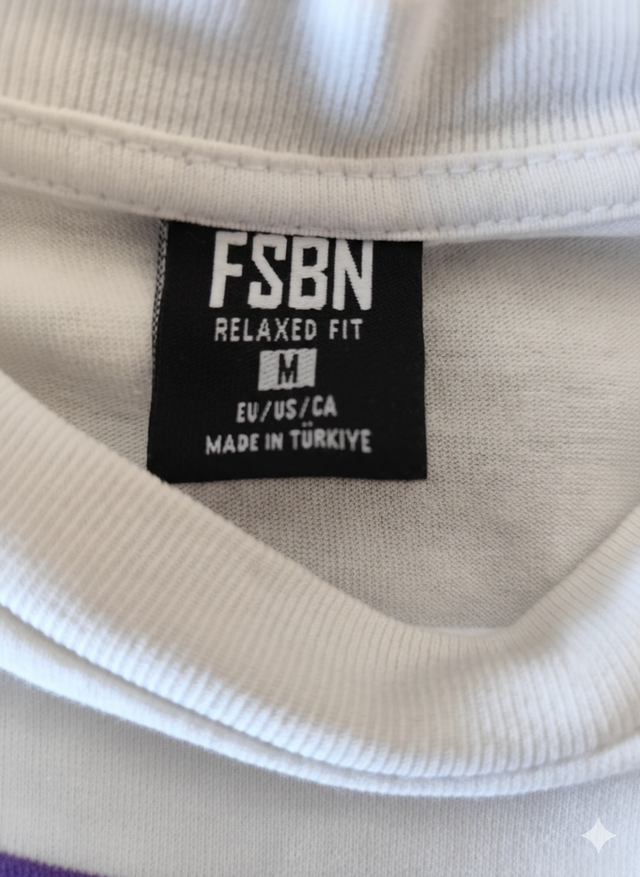 FSBN
RELAXED FIT
M
EU/US/CA
MADE IN TÜRKIYE